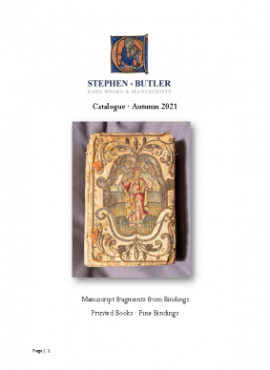 STEPHEN · BUTLER
RARE BOOKS & MANUSCRIPTS
Catalogue · Autumn 2021
Manuscript fragments from Bindings
Printed Books · Fine Bindings
Page | 1